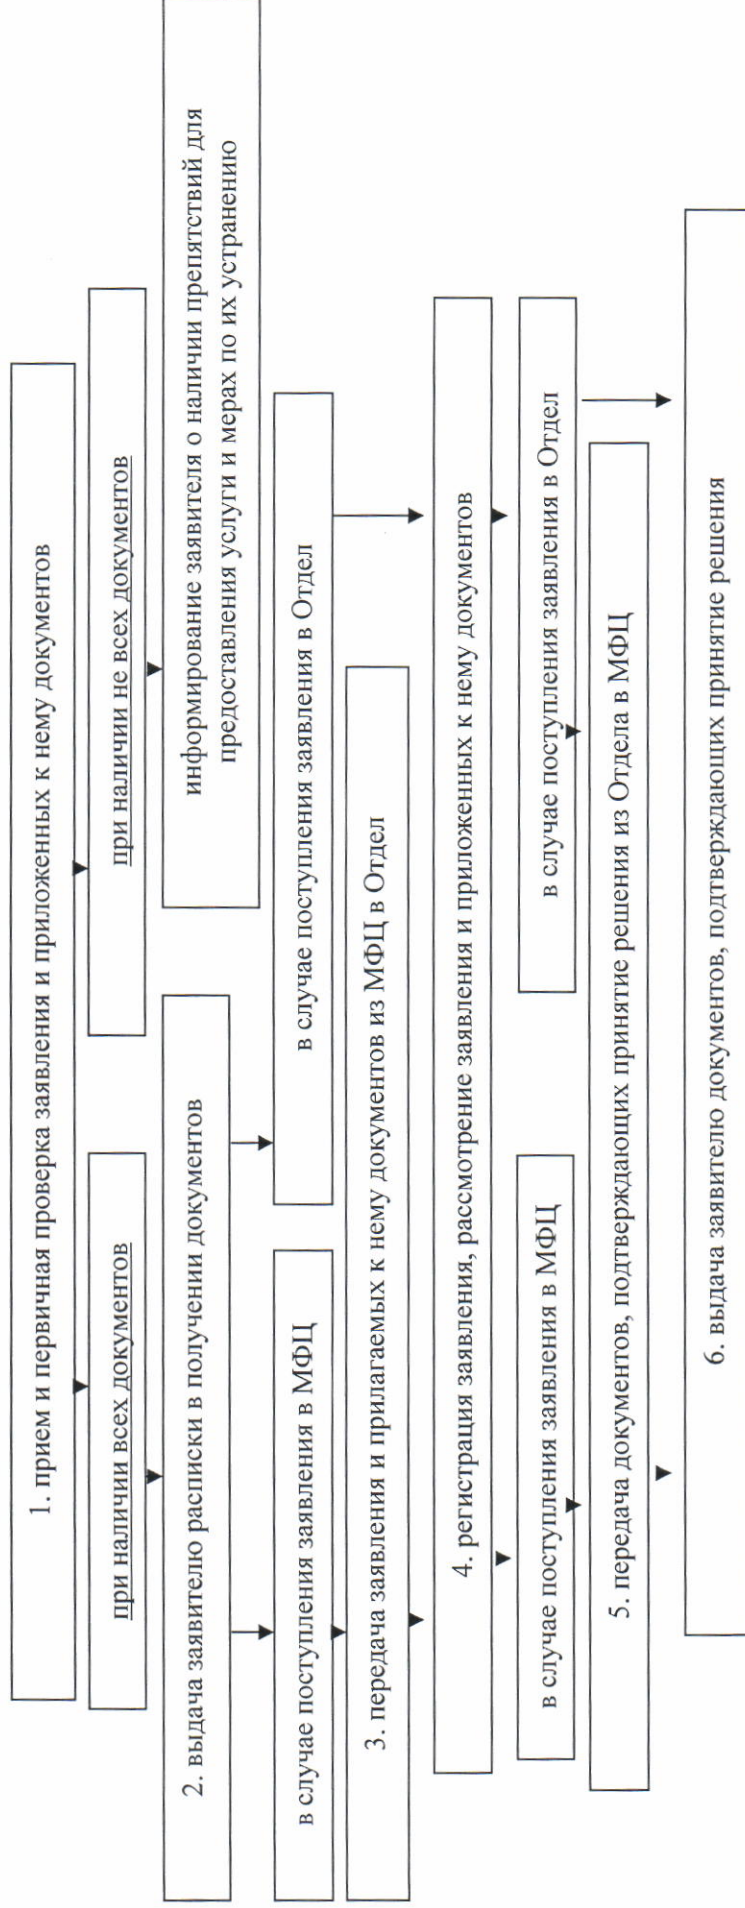 1. прием и первичная проверка заявления и приложенных к нему документов
при наличии всех документов
при наличии не всех документов
2. выдача заявителю расписки в получении документов
информирование заявителя о наличии препятствий для
предоставления услуги и мерах по их устранению
в случае поступления заявления в МФЦ
в случае поступления заявления в Отдел
3. передача заявления и прилагаемых к нему документов из МФЦ в Отдел
4. регистрация заявления, рассмотрение заявления и приложенных к нему документов
в случае поступления заявления в МФЦ
в случае поступления заявления в Отдел
5. передача документов, подтверждающих принятие решения из Отдела в МФЦ
6. выдача заявителю документов, подтверждающих принятие решения